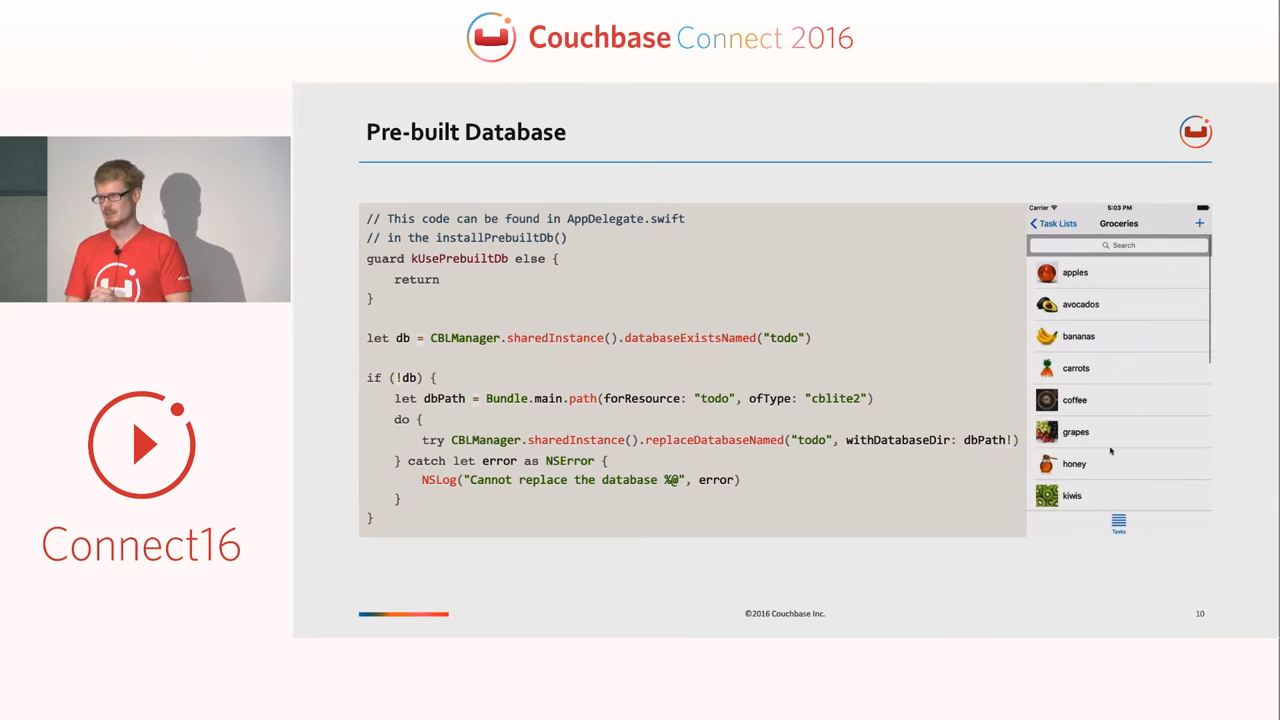 Couchbase Connect 2016
Pre-built Database
// This code can be found in AppDelegate.swift
// in the installPrebuiltDb()
guard kUsePrebuiltDb else {
return
}
let db = CBLManager.sharedInstance().databaseExistsNamed("todo")
if (!db) {
let dbPath = Bundle.main.path(forResource: "todo", ofType: "cblite2")
do {
try CBLManager.sharedInstance().replaceDatabaseNamed("todo", withDatabaseDir: dbPath!)
} catch let error as NSError {
NSLog("Cannot replace the database %@", error)
}
}
Carrier 5:03 PM
Task Lists Groceries +
Search
apples
avocados
bananas
carrots
coffee
grapes
honey
kiwis
Tasks
Connect16
©2016 Couchbase Inc. 10